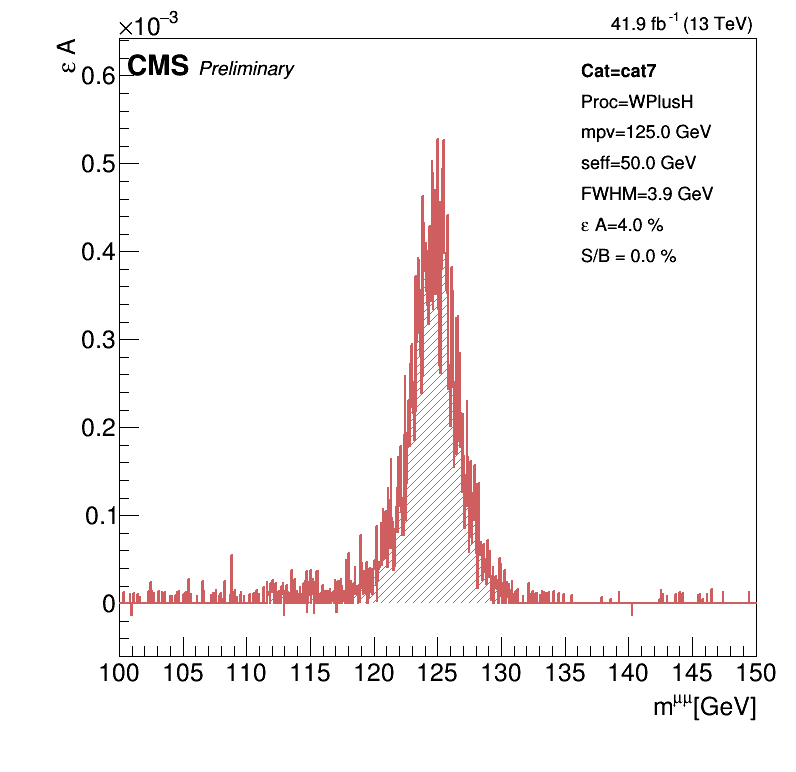 ×10⁻³
41.9 fb⁻¹ (13 TeV)
ε A
CMS Preliminary
Cat=cat7
Proc=WPlusH
mpv=125.0 GeV
seff=50.0 GeV
FWHM=3.9 GeV
ε A=4.0 %
S/B = 0.0 %
0.6
0.5
0.4
0.3
0.2
0.1
0
100 105 110 115 120 125 130 135 140 145 150
m^μμ[GeV]